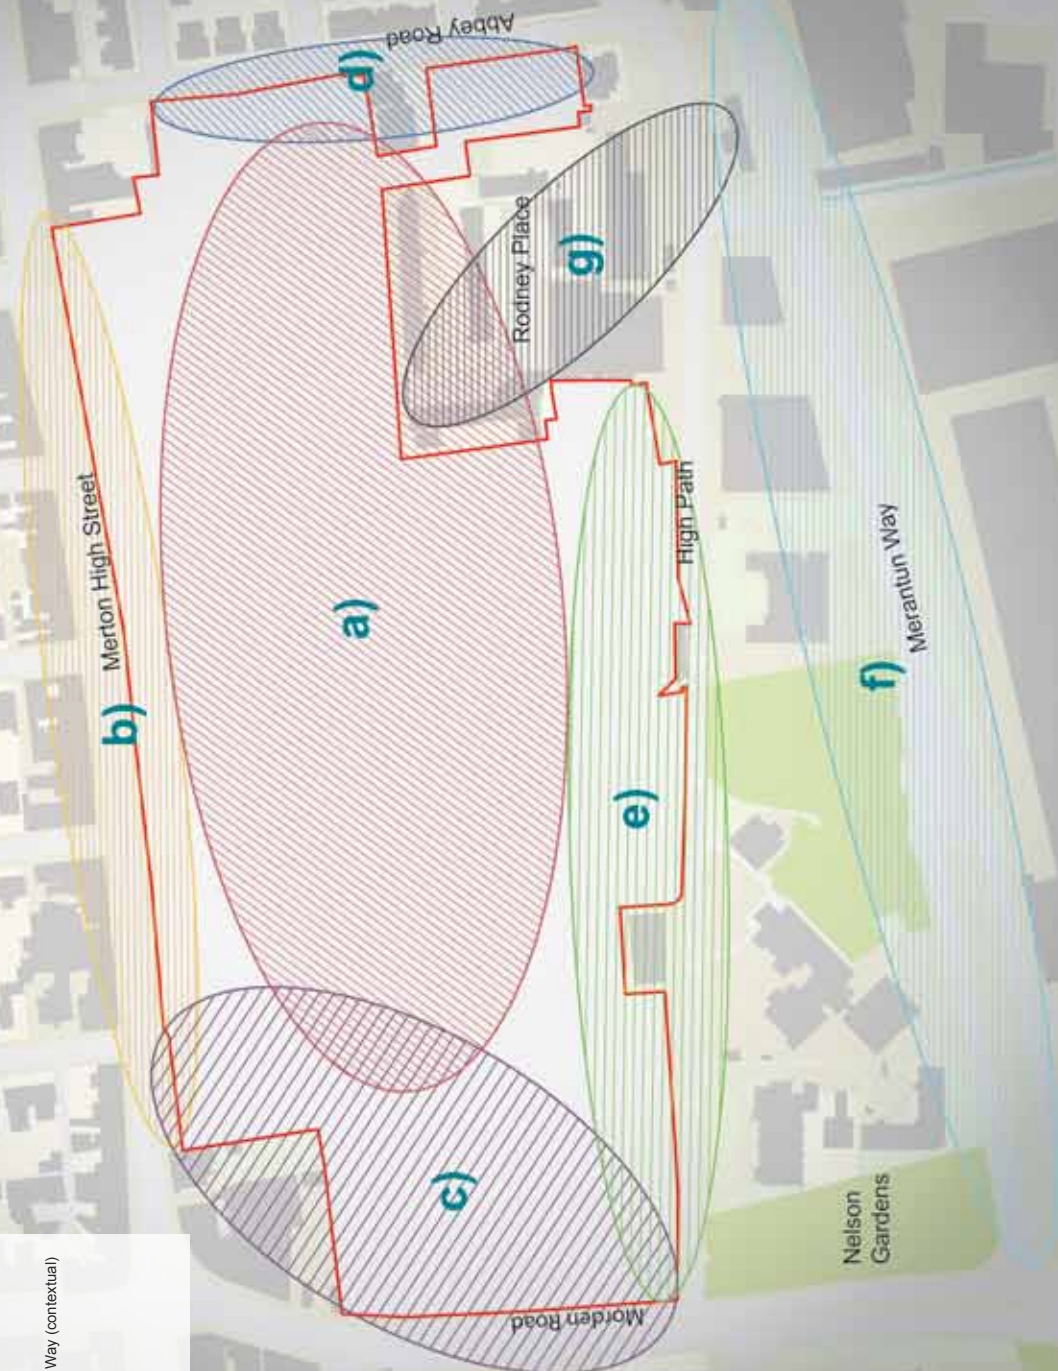 Abbey Road
d)
Rodney Place
g)
Merton High Street
b)
a)
High Path
e)
Merantun Way
f)
c)
Morden Road
Nelson
Gardens
Way (contextual)